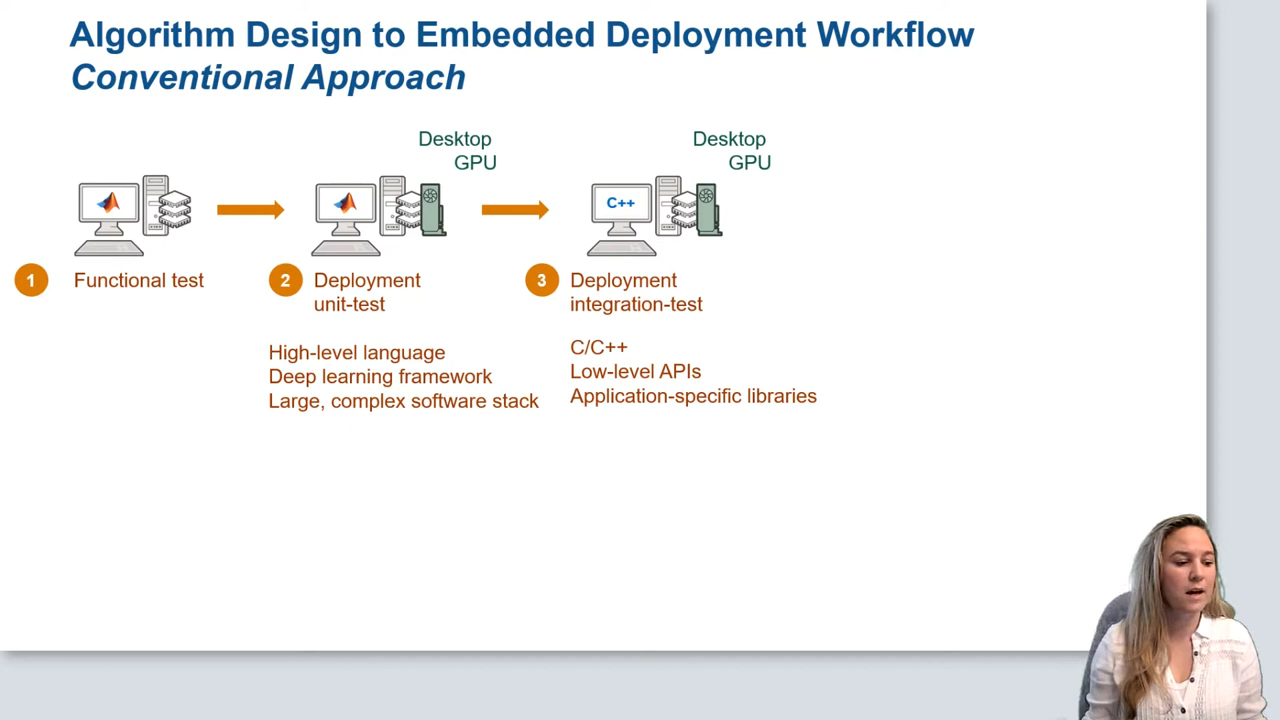 Algorithm Design to Embedded Deployment Workflow
Conventional Approach
Desktop
GPU
Desktop
GPU
C++
1
Functional test
2
Deployment
unit-test
3
Deployment
integration-test
High-level language
Deep learning framework
Large, complex software stack
C/C++
Low-level APIs
Application-specific libraries